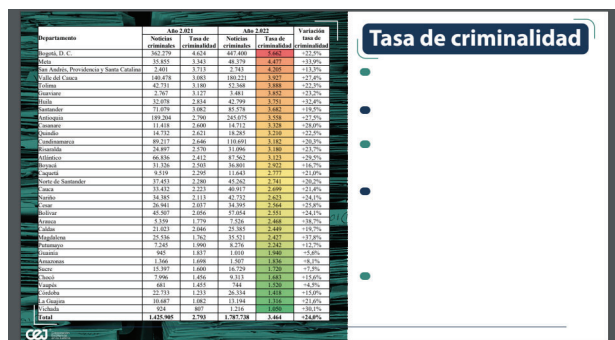 Tasa de criminalidad
Departamento Año 2.021 Año 2.022 Variación tasa de criminalidad
Noticias criminales Tasa de criminalidad Noticias criminales Tasa de criminalidad
Bogotá, D. C. 362.279 4.624 447.400 5.662 +22,5%
Meta 35.855 3.343 48.379 4.477 +33,9%
San Andrés, Providencia y Santa Catalina 2.401 3.713 2.743 4.205 +13,3%
Valle del Cauca 140.478 3.083 180.221 3.927 +27,4%
Tolima 42.731 3.180 52.368 3.888 +22,3%
Guaviare 2.767 3.127 3.481 3.852 +23,2%
Huila 32.078 2.834 42.799 3.751 +32,4%
Santander 71.079 3.082 85.578 3.682 +19,5%
Antioquia 189.204 2.790 245.075 3.558 +27,5%
Casanare 11.418 2.600 14.712 3.328 +28,0%
Quindío 14.732 2.621 18.285 3.210 +22,5%
Cundinamarca 89.217 2.646 110.691 3.182 +20,3%
Risaralda 24.897 2.570 31.096 3.180 +23,7%
Atlántico 66.836 2.412 87.562 3.123 +29,5%
Boyacá 31.326 2.503 36.801 2.922 +16,7%
Caquetá 9.519 2.295 11.643 2.777 +21,0%
Norte de Santander 37.453 2.280 45.262 2.741 +20,2%
Cauca 33.432 2.223 40.917 2.699 +21,4%
Nariño 34.385 2.113 42.732 2.623 +24,1%
Cesar 26.941 2.037 34.395 2.564 +25,8%
Bolívar 45.507 2.056 57.054 2.551 +24,1%
Arauca 5.359 1.779 7.526 2.468 +38,7%
Caldas 21.023 2.046 25.385 2.449 +19,7%
Magdalena 25.536 1.762 35.521 2.427 +37,8%
Putumayo 7.245 1.990 8.276 2.242 +12,7%
Guainía 945 1.837 1.010 1.940 +5,6%
Amazonas 1.366 1.698 1.507 1.836 +8,1%
Sucre 15.397 1.600 16.729 1.720 +7,5%
Chocó 7.996 1.456 9.313 1.683 +15,6%
Vaupés 681 1.455 744 1.520 +4,5%
Córdoba 22.733 1.233 26.334 1.418 +15,0%
La Guajira 10.687 1.082 13.194 1.316 +21,6%
Vichada 924 807 1.216 1.050 +30,1%
Total 1.425.905 2.793 1.787.738 3.464 +24,0%
CEJ